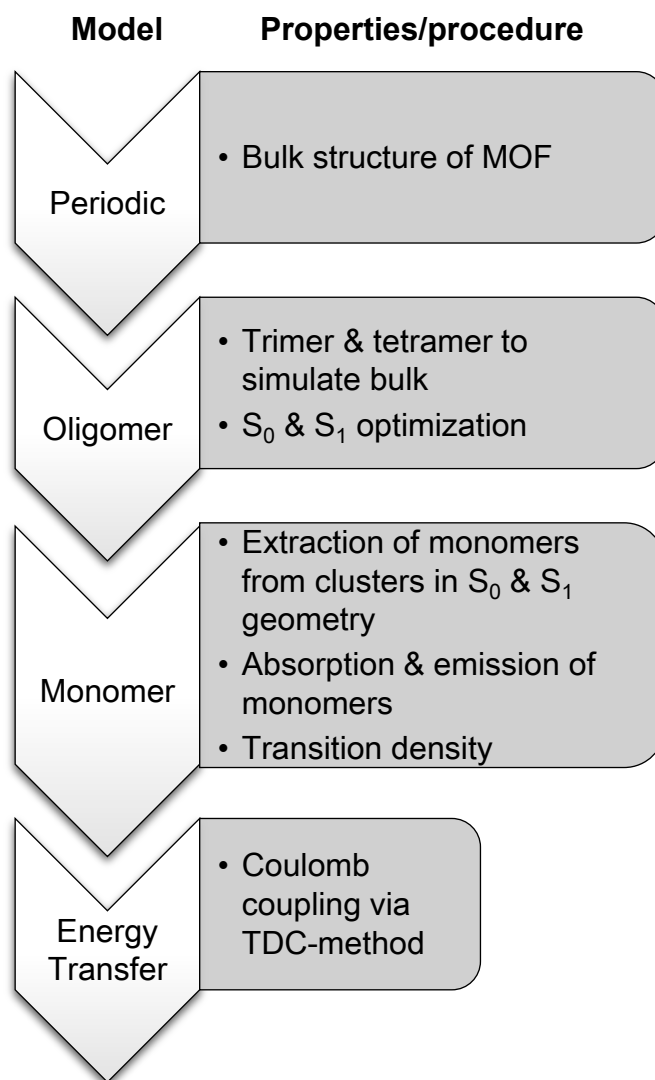 Model Properties/procedure
Periodic
• Bulk structure of MOF
Oligomer
• Trimer & tetramer to
simulate bulk
• S₀ & S₁ optimization
Monomer
• Extraction of monomers
from clusters in S₀ & S₁
geometry
• Absorption & emission of
monomers
• Transition density
Energy
Transfer
• Coulomb
coupling via
TDC-method